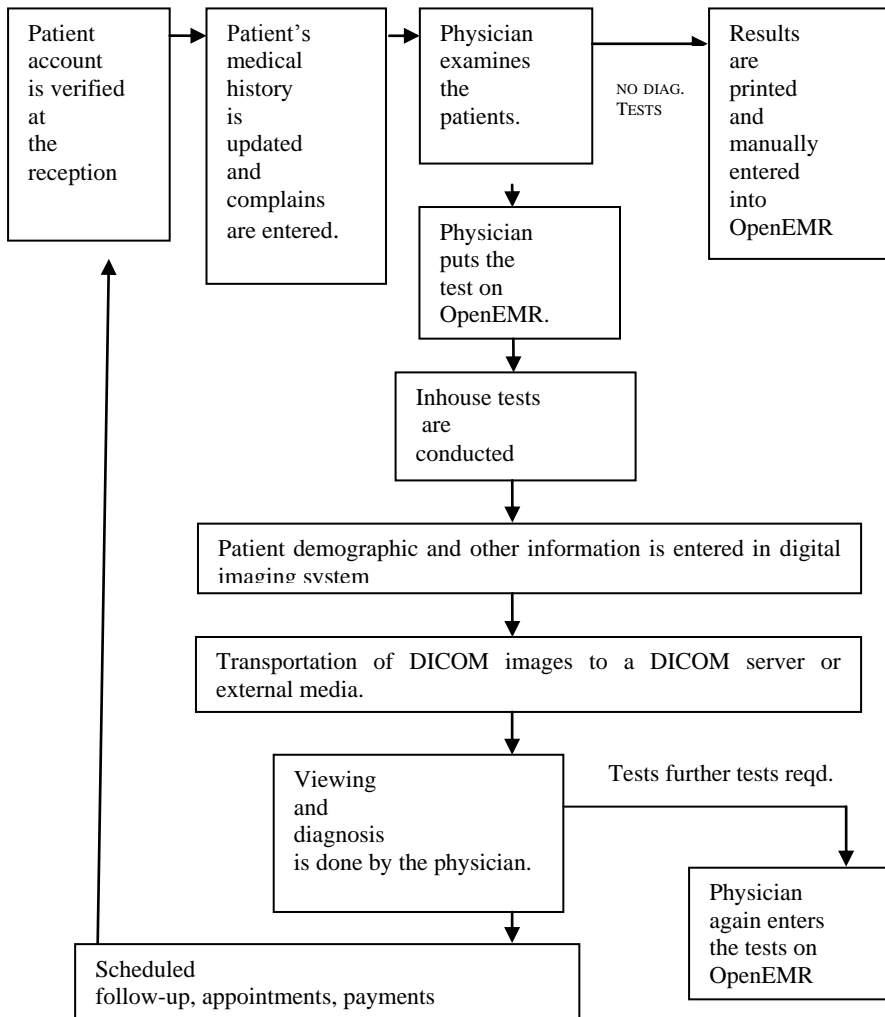 Patient
account
is verified
at
the
reception
Patient's
medical
history
is
updated
and
complains
are entered.
Physician
examines
the
patients.
NO DIAG.
TESTS
Results
are
printed
and
manually
entered
into
OpenEMR
Physician
puts the
test on
OpenEMR.
Inhouse tests
are
conducted
Patient demographic and other information is entered in digital
imaging system
Transportation of DICOM images to a DICOM server or
external media.
Viewing
and
diagnosis
is done by the physician.
Tests further tests reqd.
Physician
again enters
the tests on
OpenEMR
Scheduled
follow-up, appointments, payments